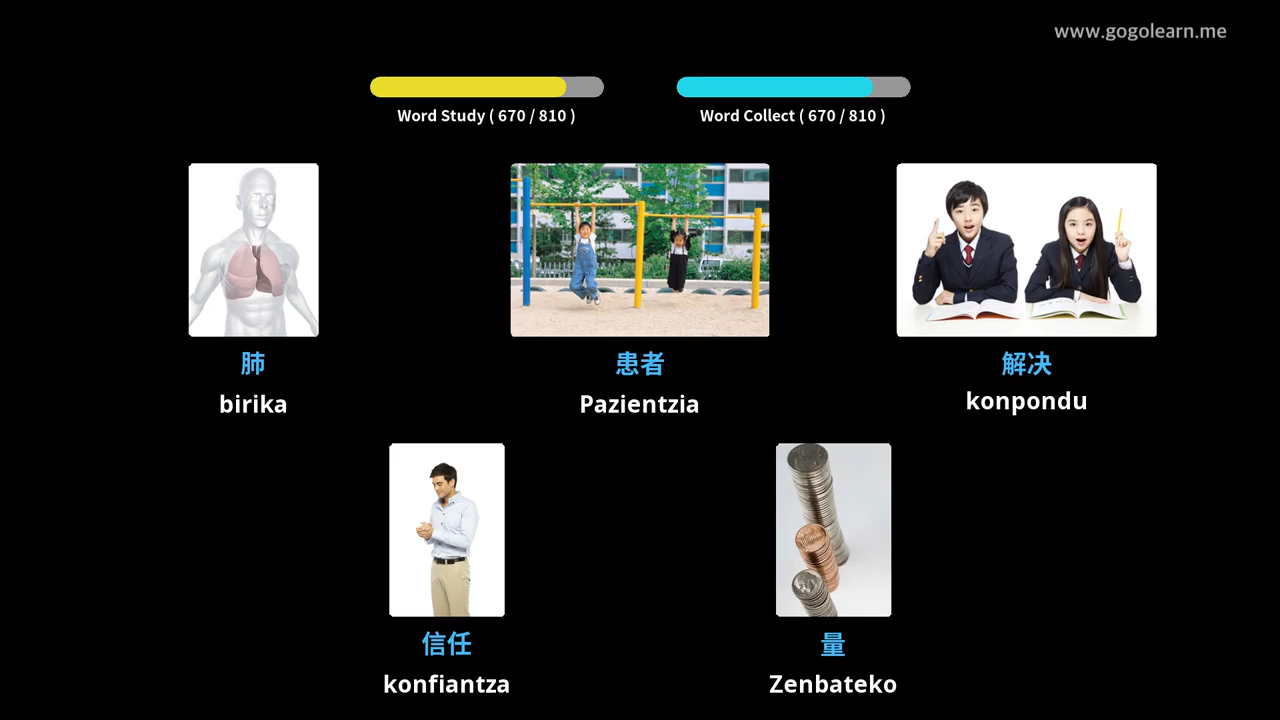 www.gogolearn.me
Word Study ( 670 / 810 )
Word Collect ( 670 / 810 )
肺
birika
患者
Pazientzia
解决
konpondu
信任
konfiantza
量
Zenbateko